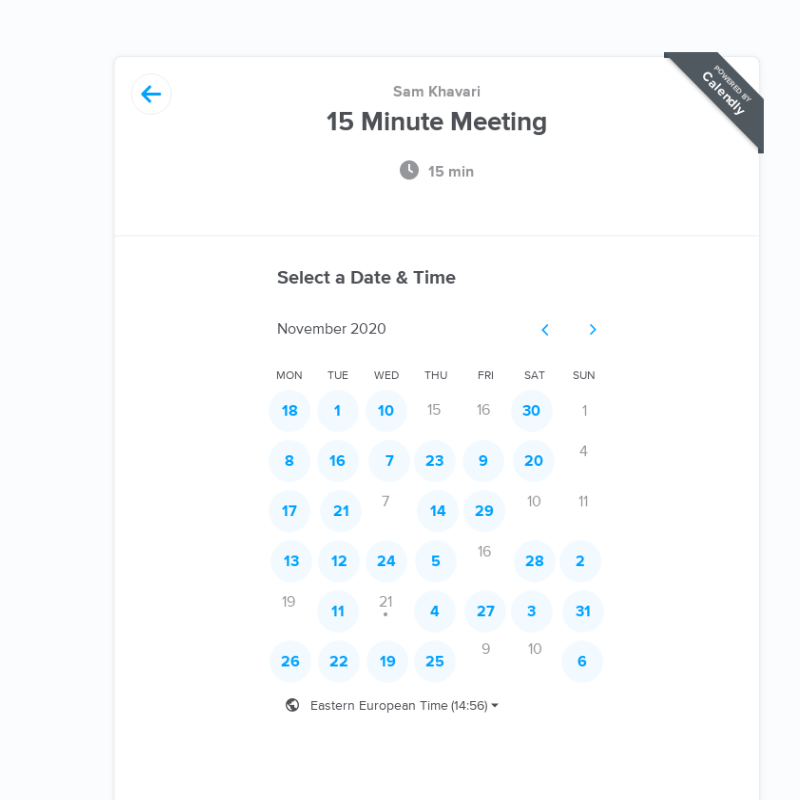 Sam Khavari
15 Minute Meeting
15 min
POWERED BY
Calendly
Select a Date & Time
November 2020
MON TUE WED THU FRI SAT SUN
18 1 10 15 16 30 1
8 16 7 23 9 20 4
17 21 7 14 29 10 11
13 12 24 5 16 28 2
19 11 21 4 27 3 31
26 22 19 25 9 10 6
Eastern European Time (14:56)